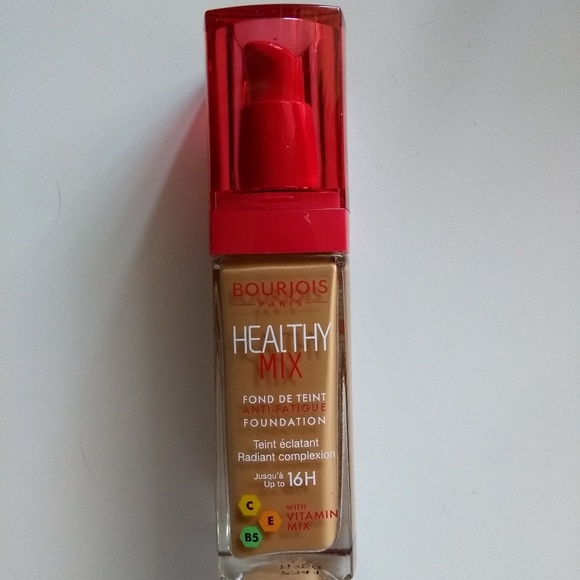 BOURJOIS
PARIS
HEALTHY
MIX
FOND DE TEINT
ANTI-FATIGUE
FOUNDATION
Teint éclatant
Radiant complexion
Jusqu'à
Up to 16H
C
E
B5
WITH
VITAMIN
MIX